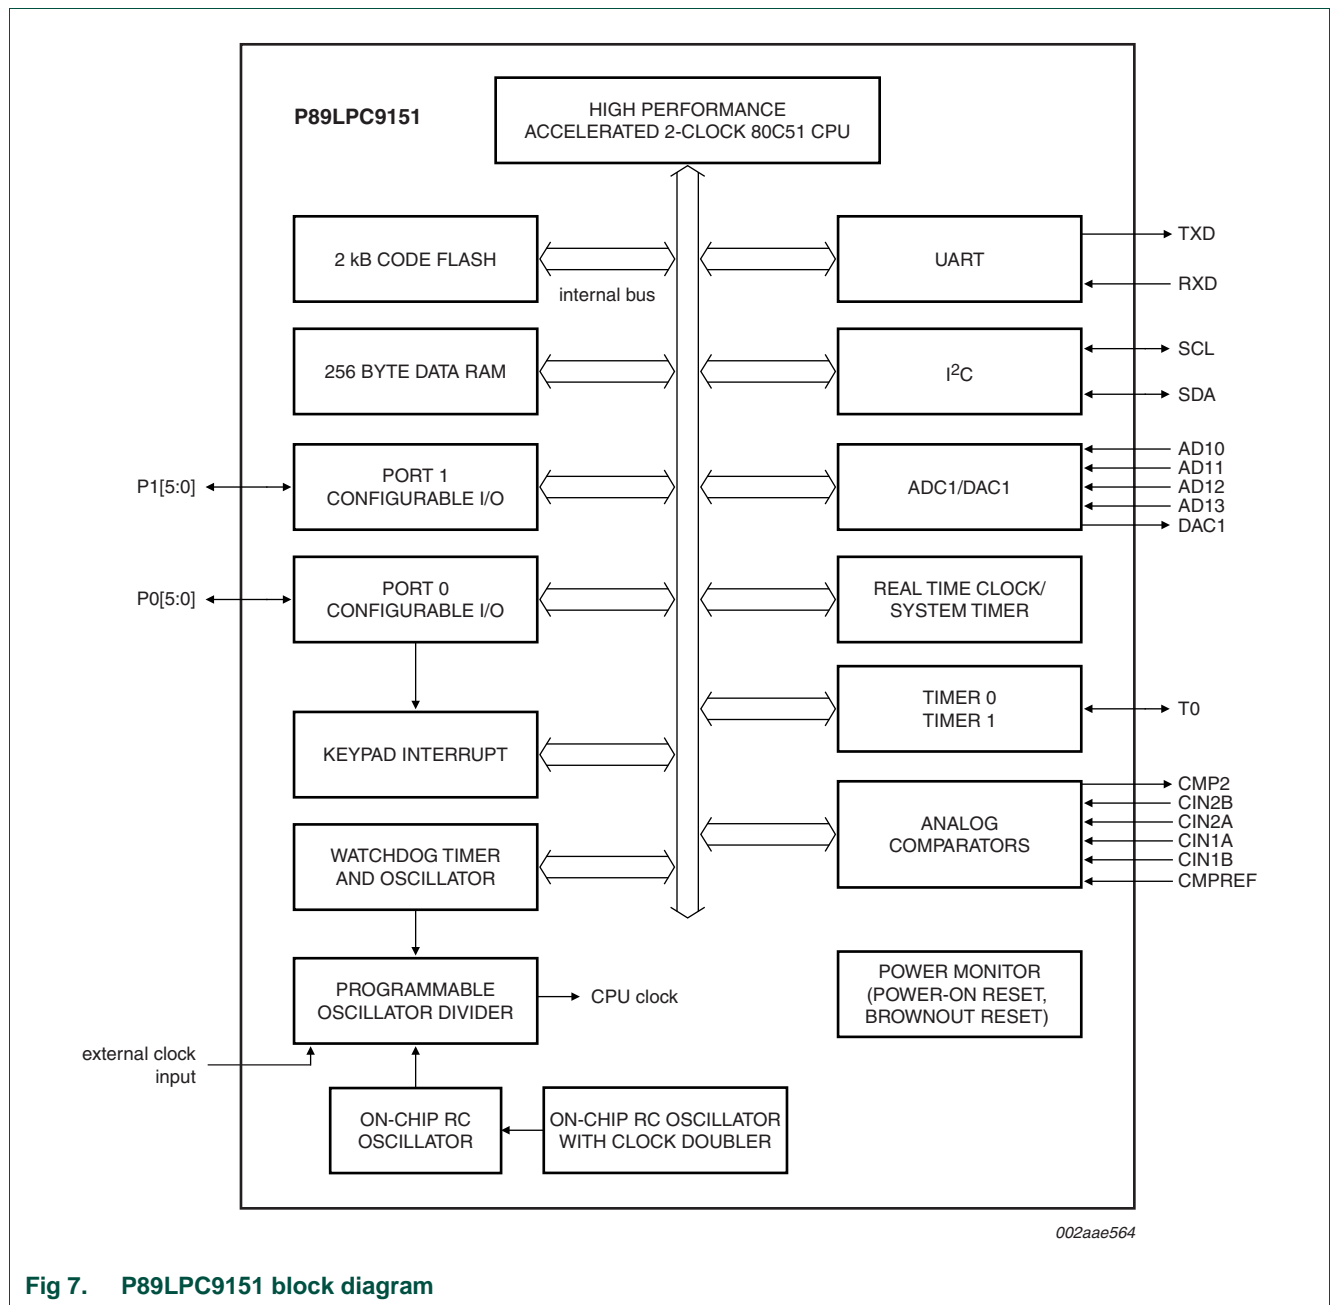 P89LPC9151
HIGH PERFORMANCE
ACCELERATED 2-CLOCK 80C51 CPU
2 kB CODE FLASH
internal bus
UART
TXD
RXD
256 BYTE DATA RAM
I²C
SCL
SDA
P1[5:0]
PORT 1
CONFIGURABLE I/O
ADC1/DAC1
AD10
AD11
AD12
AD13
DAC1
P0[5:0]
PORT 0
CONFIGURABLE I/O
REAL TIME CLOCK/
SYSTEM TIMER
KEYPAD INTERRUPT
TIMER 0
TIMER 1
T0
WATCHDOG TIMER
AND OSCILLATOR
ANALOG
COMPARATORS
CMP2
CIN2B
CIN2A
CIN1A
CIN1B
CMPREF
PROGRAMMABLE
OSCILLATOR DIVIDER
CPU clock
POWER MONITOR
(POWER-ON RESET,
BROWNOUT RESET)
external clock
input
ON-CHIP RC
OSCILLATOR
ON-CHIP RC OSCILLATOR
WITH CLOCK DOUBLER
002aae564
Fig 7. P89LPC9151 block diagram